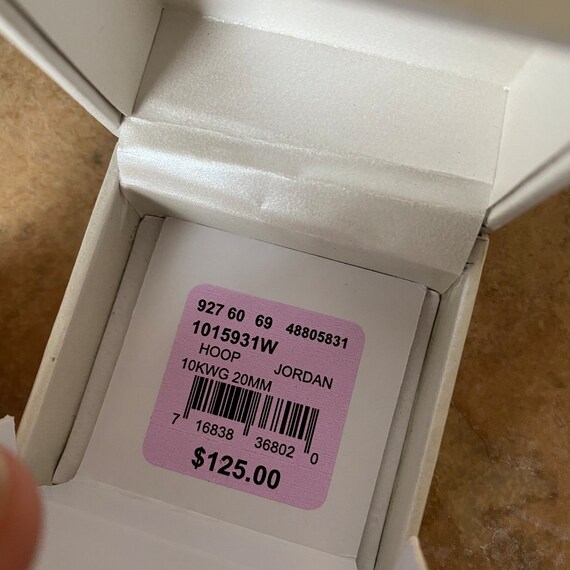 927 60 69 48805831
1015931W
HOOP JORDAN
10KWG 20MM
7 16838 36802 0
$125.00